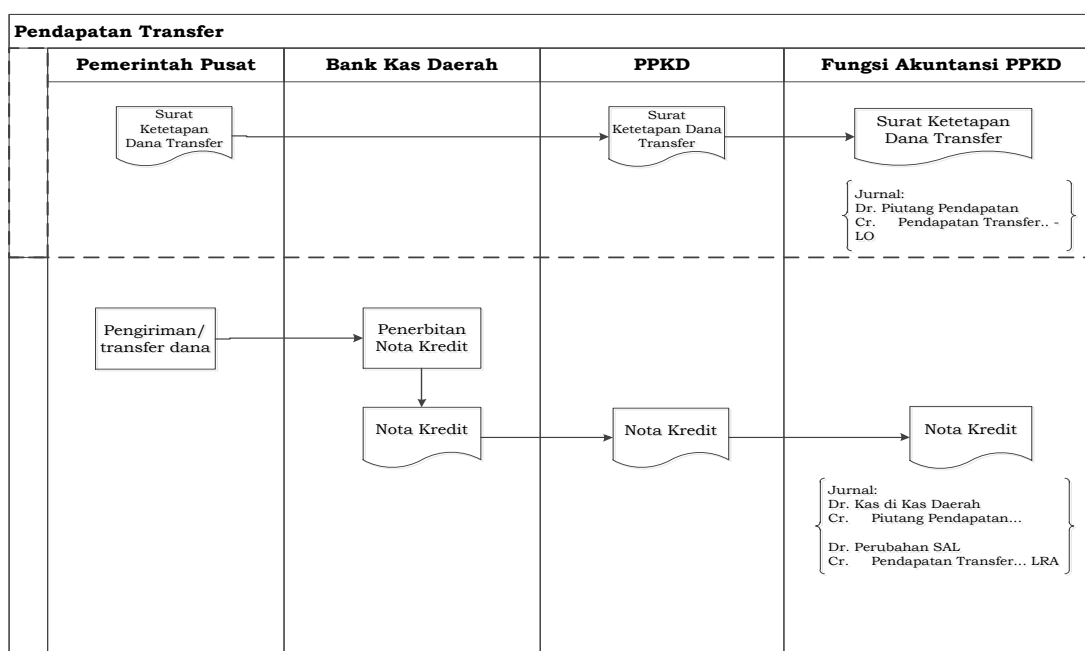 Pendapatan Transfer
Pemerintah Pusat
Bank Kas Daerah
PPKD
Fungsi Akuntansi PPKD
Surat
Ketetapan
Dana Transfer
Surat
Ketetapan Dana
Transfer
Surat Ketetapan
Dana Transfer
Jurnal:
Dr. Piutang Pendapatan
Cr. Pendapatan Transfer.. -
LO
Pengiriman/
transfer dana
Penerbitan
Nota Kredit
Nota Kredit
Nota Kredit
Nota Kredit
Jurnal:
Dr. Kas di Kas Daerah
Cr. Piutang Pendapatan...
Dr. Perubahan SAL
Cr. Pendapatan Transfer... LRA